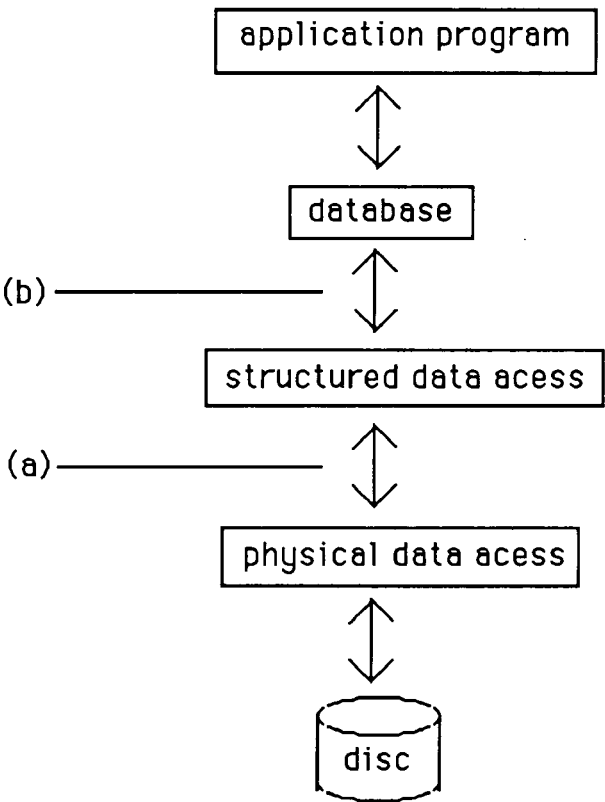 application program
database
(b)
structured data acess
(a)
physical data acess
disc